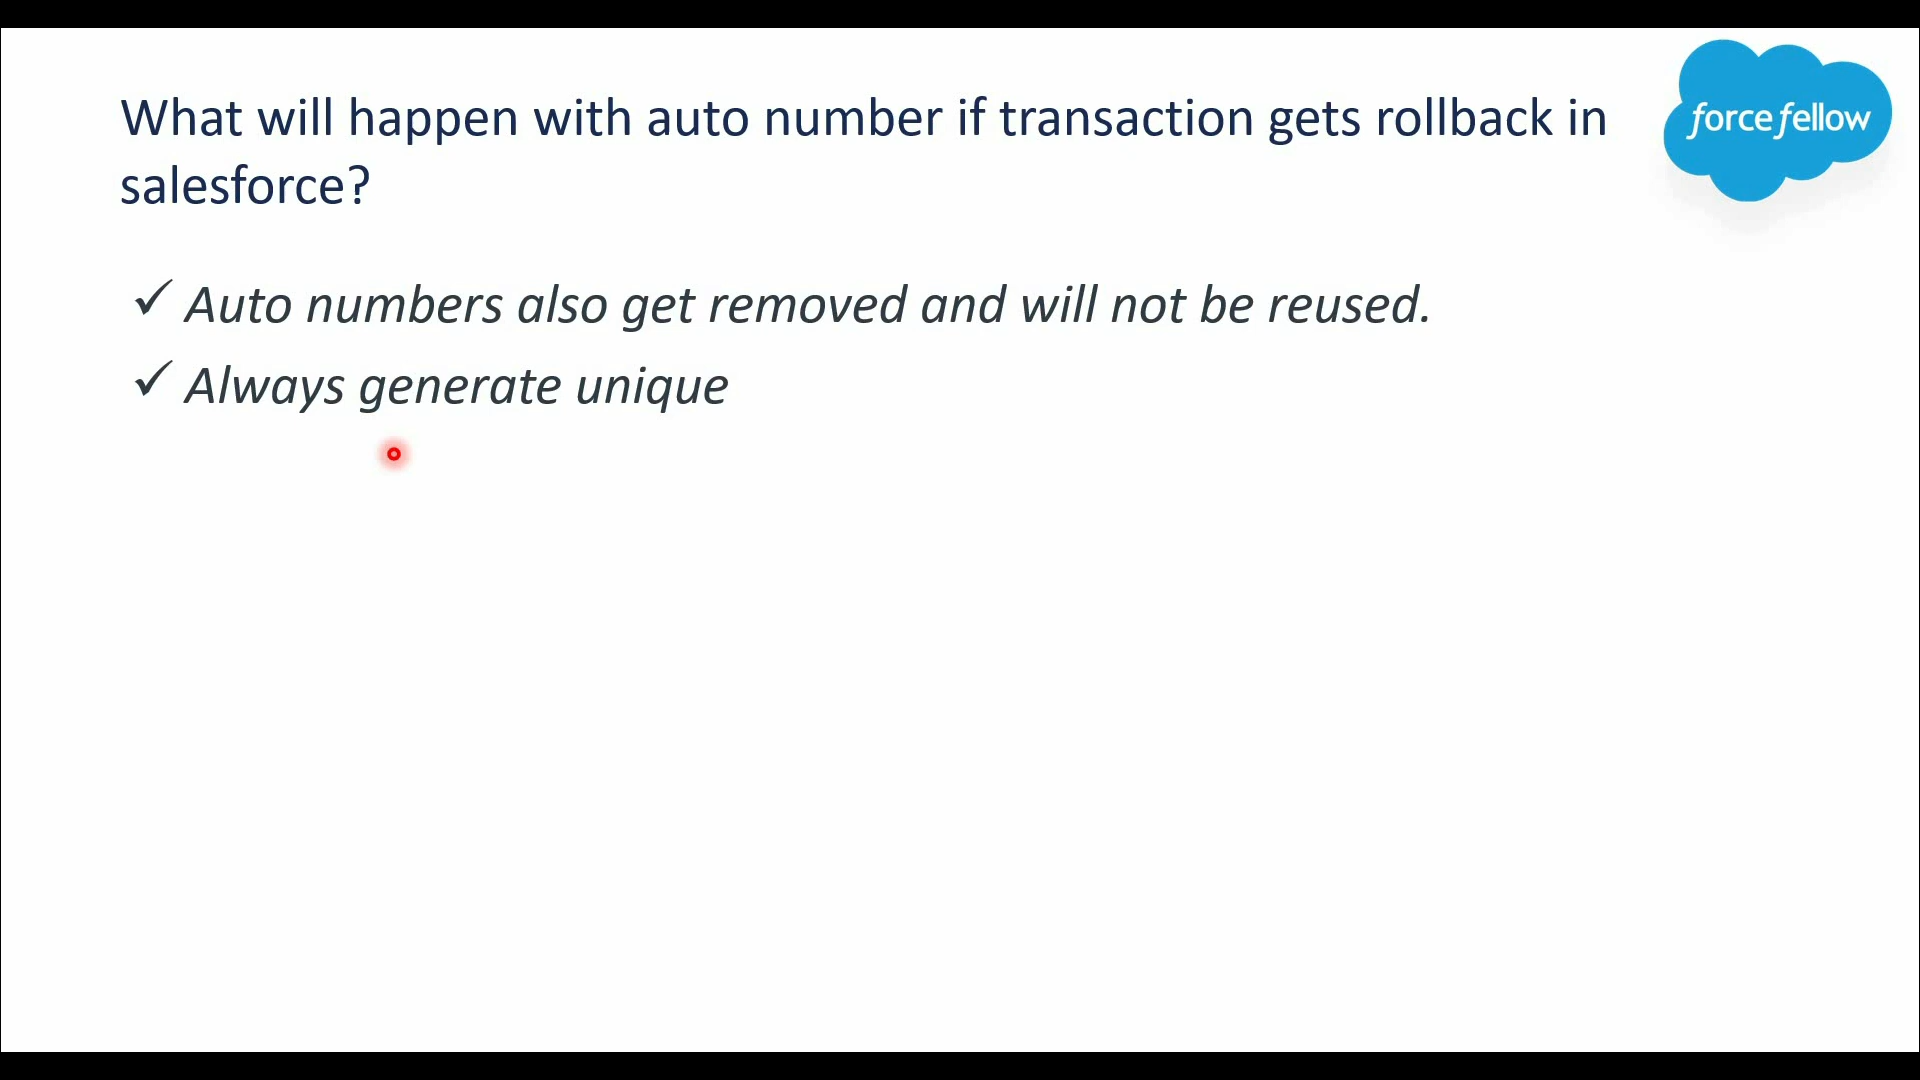 What will happen with auto number if transaction gets rollback in
salesforce?
force fellow
✓ Auto numbers also get removed and will not be reused.
✓ Always generate unique